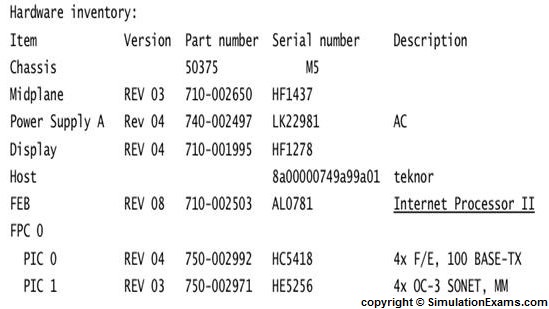 Hardware inventory:
Item Version Part number Serial number Description
Chassis 50375 M5
Midplane REV 03 710-002650 HF1437
Power Supply A Rev 04 740-002497 LK22981 AC
Display REV 04 710-001995 HF1278
Host 8a00000749a99a01 teknor
FEB REV 08 710-002503 AL0781 Internet Processor II
FPC 0
PIC 0 REV 04 750-002992 HC5418 4x F/E, 100 BASE-TX
PIC 1 REV 03 750-002971 HE5256 4x OC-3 SONET, MM
copyright © SimulationExams.com